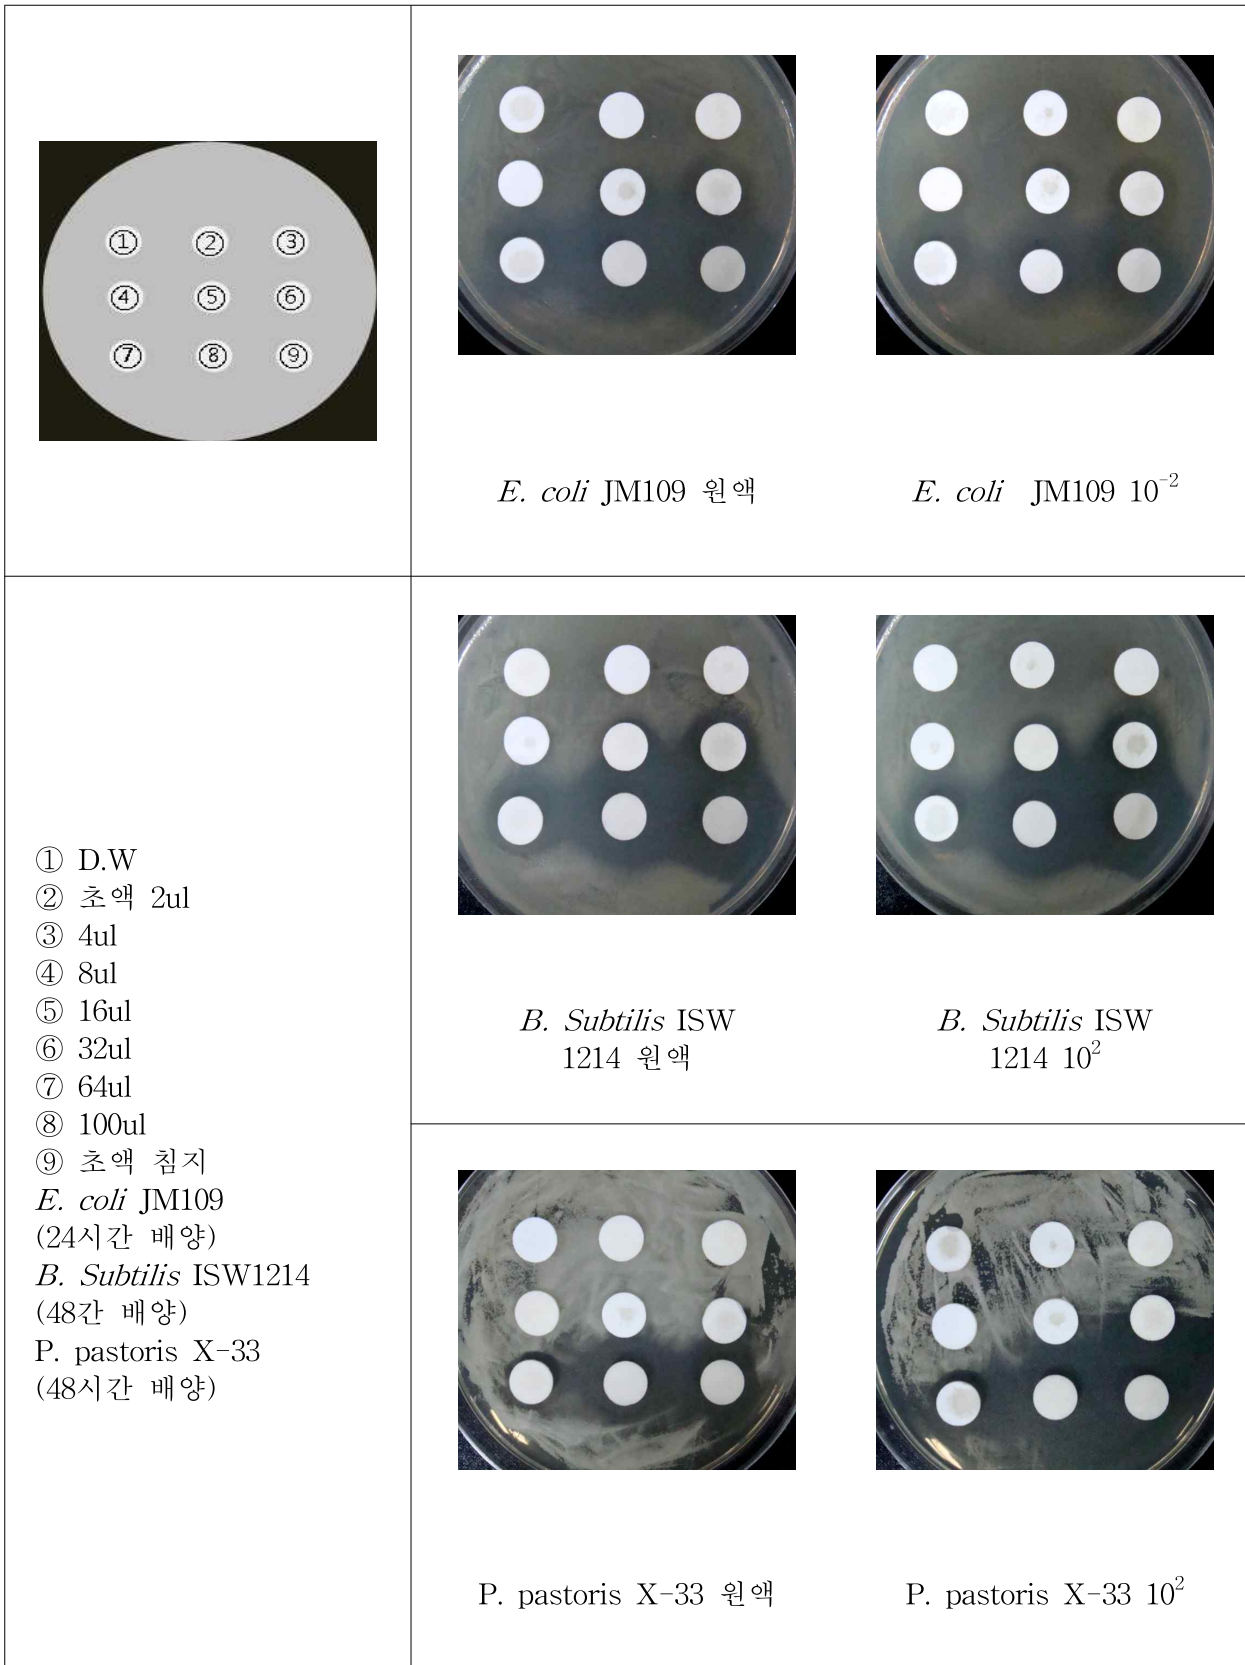 ① ② ③
④ ⑤ ⑥
⑦ ⑧ ⑨
E. coli JM109 원액
E. coli JM109 10⁻²
① D.W
② 초액 2ul
③ 4ul
④ 8ul
⑤ 16ul
⑥ 32ul
⑦ 64ul
⑧ 100ul
⑨ 초액 침지
E. coli JM109
(24시간 배양)
B. Subtilis ISW1214
(48간 배양)
P. pastoris X-33
(48시간 배양)
B. Subtilis ISW
1214 원액
B. Subtilis ISW
1214 10²
P. pastoris X-33 원액
P. pastoris X-33 10²